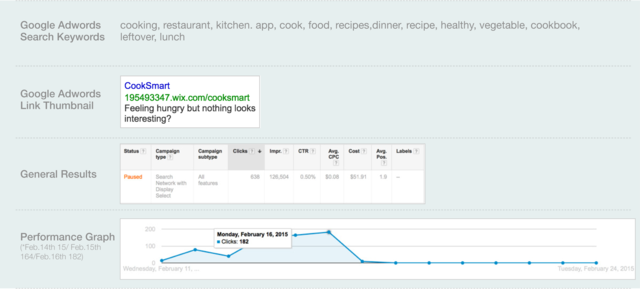 Google Adwords Search Keywords
cooking, restaurant, kitchen. app, cook, food, recipes,dinner, recipe, healthy, vegetable, cookbook,
leftover, lunch
Google Adwords Link Thumbnail
CookSmart
195493347.wix.com/cooksmart
Feeling hungry but nothing looks
interesting?
General Results
Status ? Campaign type ? Campaign subtype Clicks ? ↓ Impr. ? CTR ? Avg. CPC ? Cost ? Avg. Pos. ? Labels ?
Paused Search Network with Display Select All features 638 0.50% $0.08 $51.91 1.9 --
Performance Graph
(*Feb.14th 15/ Feb.15th
164/Feb.16th 182)
200
100
0
Monday, February 16, 2015
Clicks: 182
Wednesday, February 11, ...
Tuesday, February 24, 2015